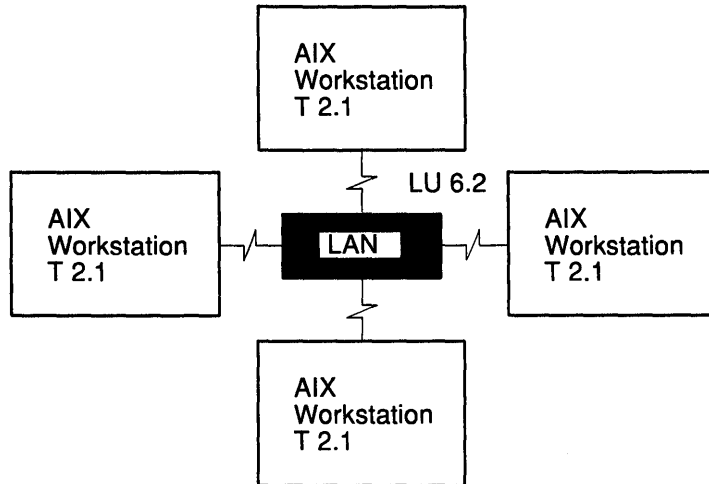 AIX
Workstation
T 2.1
LU 6.2
AIX
Workstation
T 2.1
LAN
AIX
Workstation
T 2.1
AIX
Workstation
T 2.1